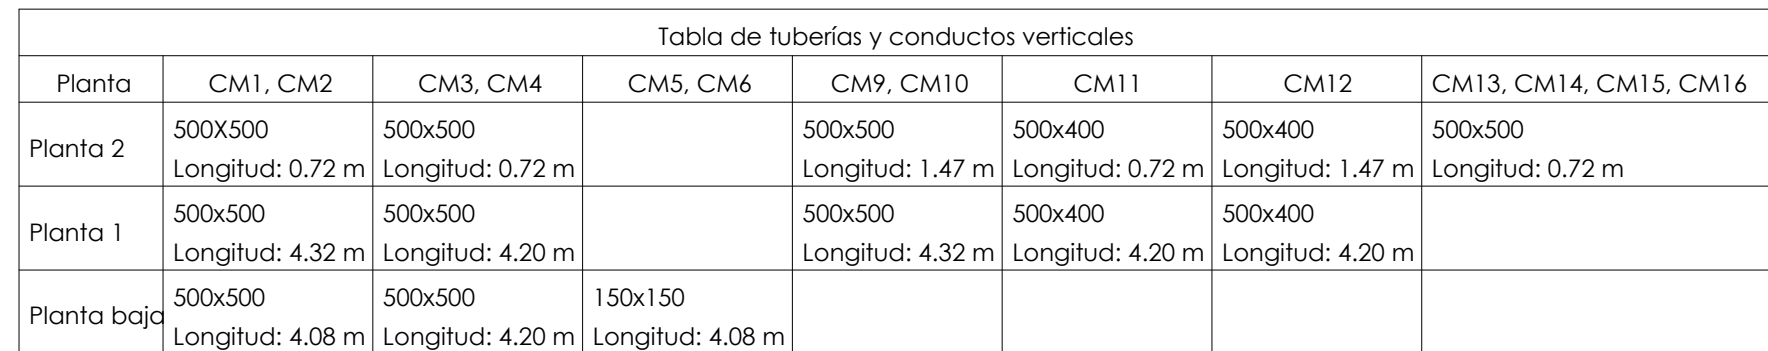 Tabla de tuberías y conductos verticales
Planta CM1, CM2 CM3, CM4 CM5, CM6 CM9, CM10 CM11 CM12 CM13, CM14, CM15, CM16
Planta 2
500X500 500x500 500x500 500x400 500x400 500x500
Longitud: 0.72 m Longitud: 0.72 m Longitud: 1.47 m Longitud: 0.72 m Longitud: 1.47 m Longitud: 0.72 m
Planta 1
500x500 500x500 500x500 500x400 500x400
Longitud: 4.32 m Longitud: 4.20 m Longitud: 4.32 m Longitud: 4.20 m Longitud: 4.20 m
Planta baja
500x500 500x500 150x150
Longitud: 4.08 m Longitud: 4.20 m Longitud: 4.08 m